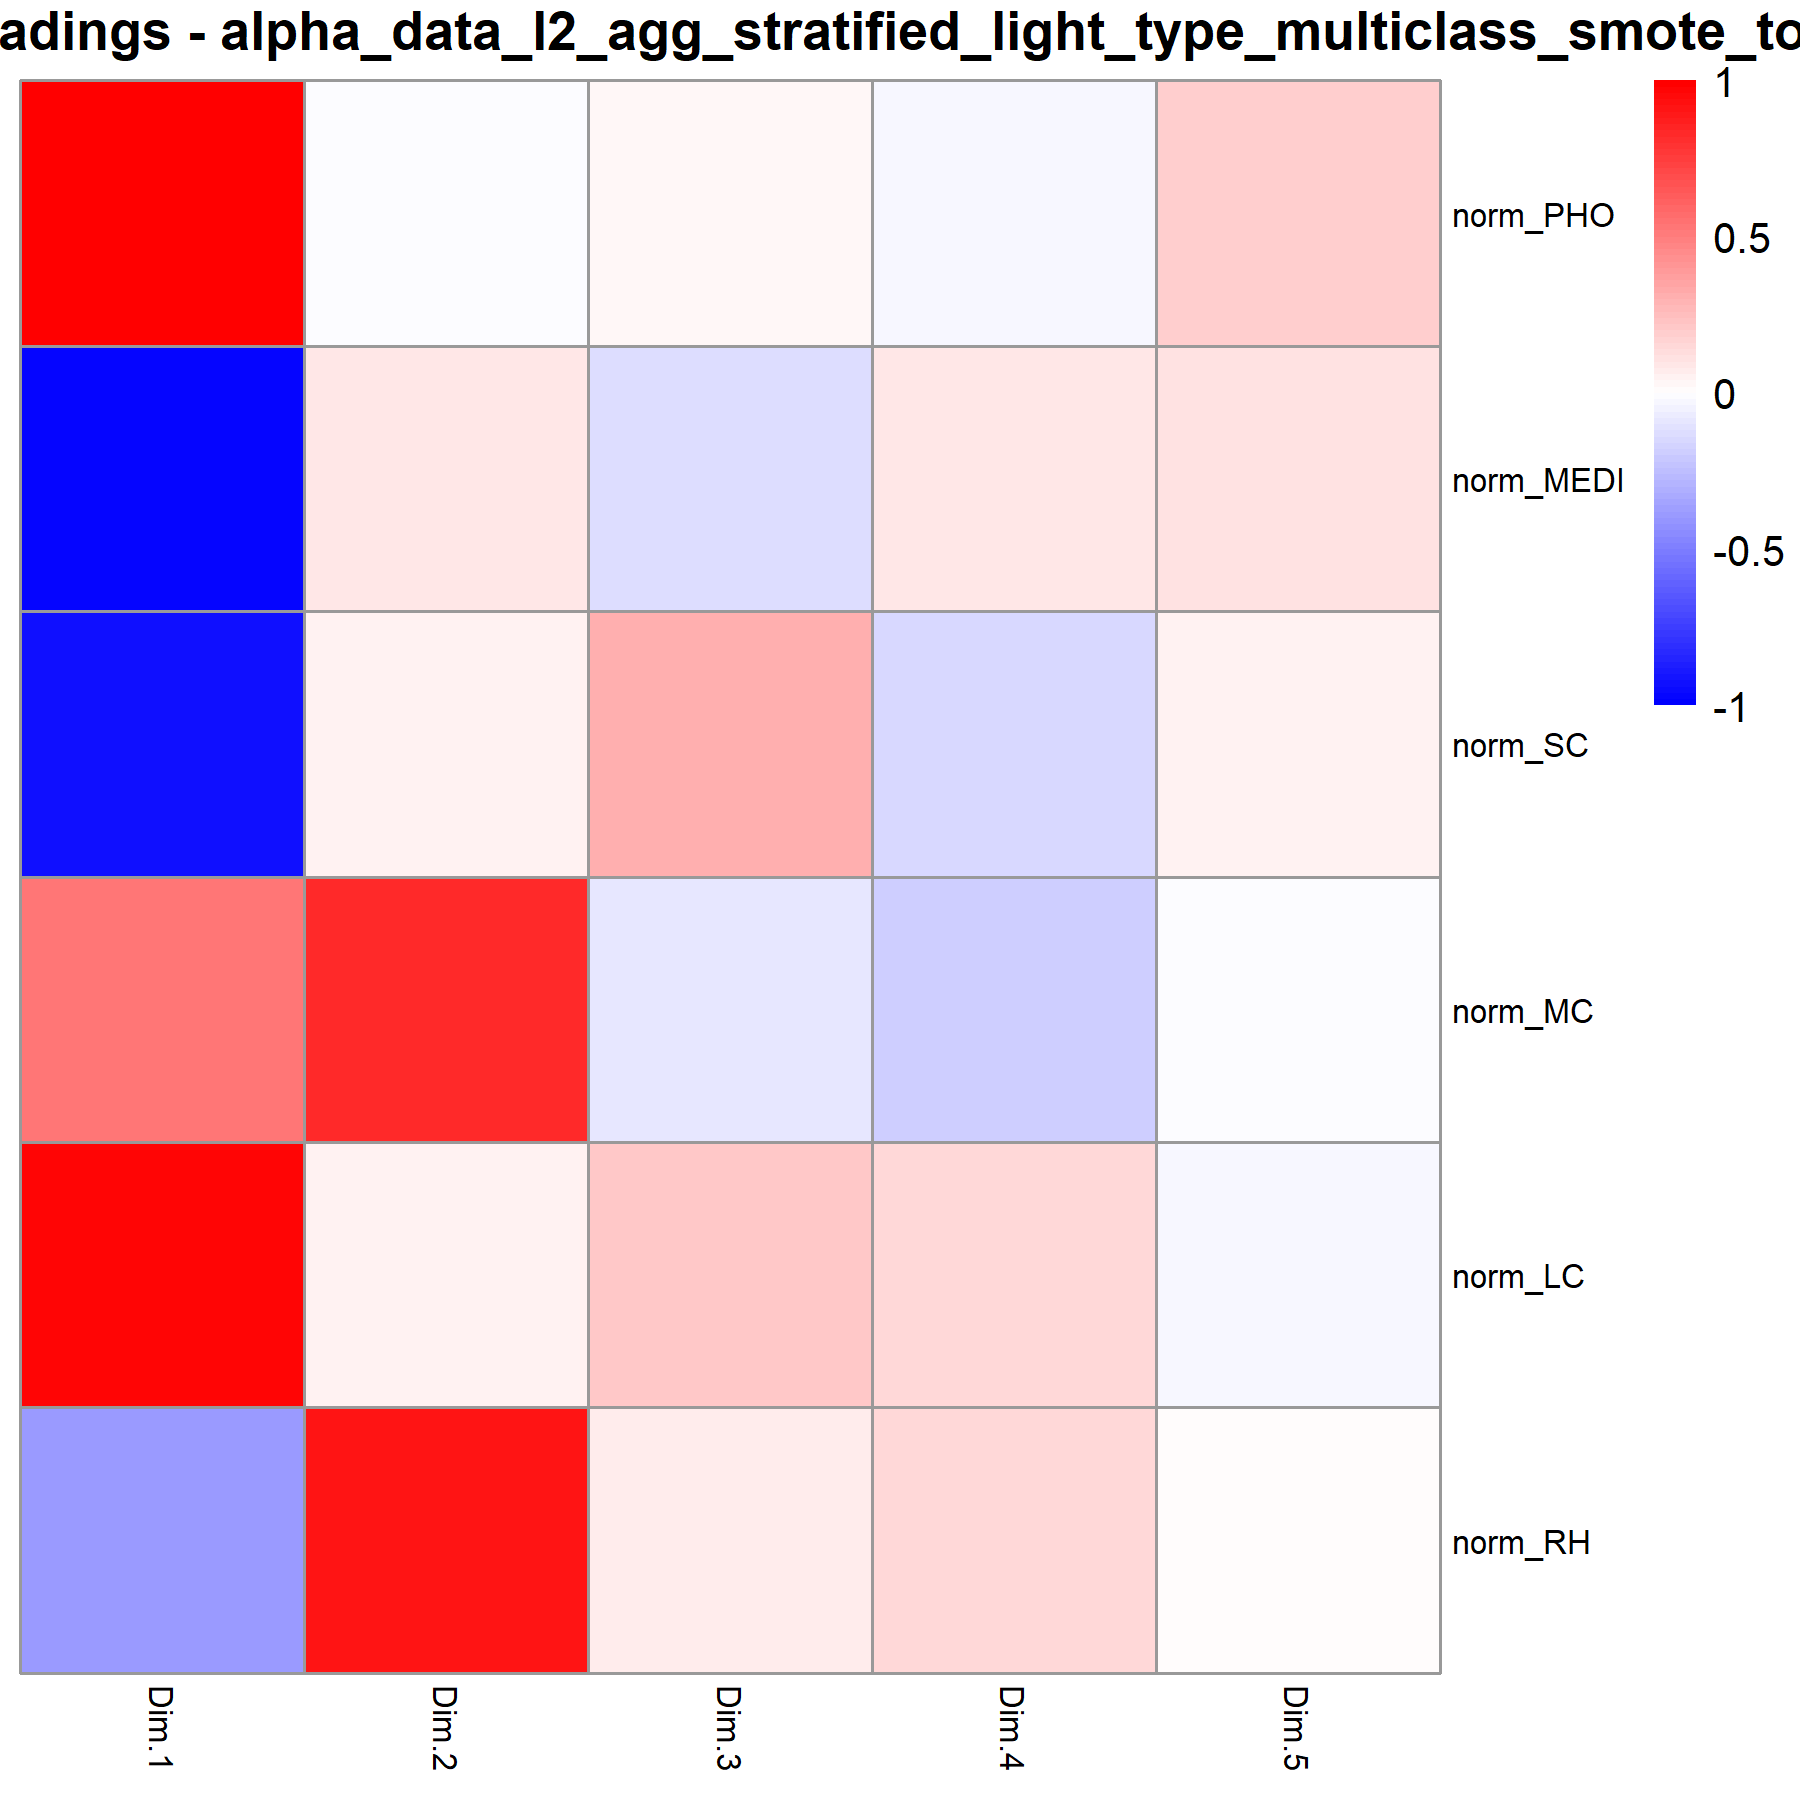 adings - alpha_data_l2_agg_stratified_light_type_multiclass_smote_to
1
0.5
0
-0.5
-1
norm_PHO
norm_MEDI
norm_SC
norm_MC
norm_LC
norm_RH
Dim.1
Dim.2
Dim.3
Dim.4
Dim.5